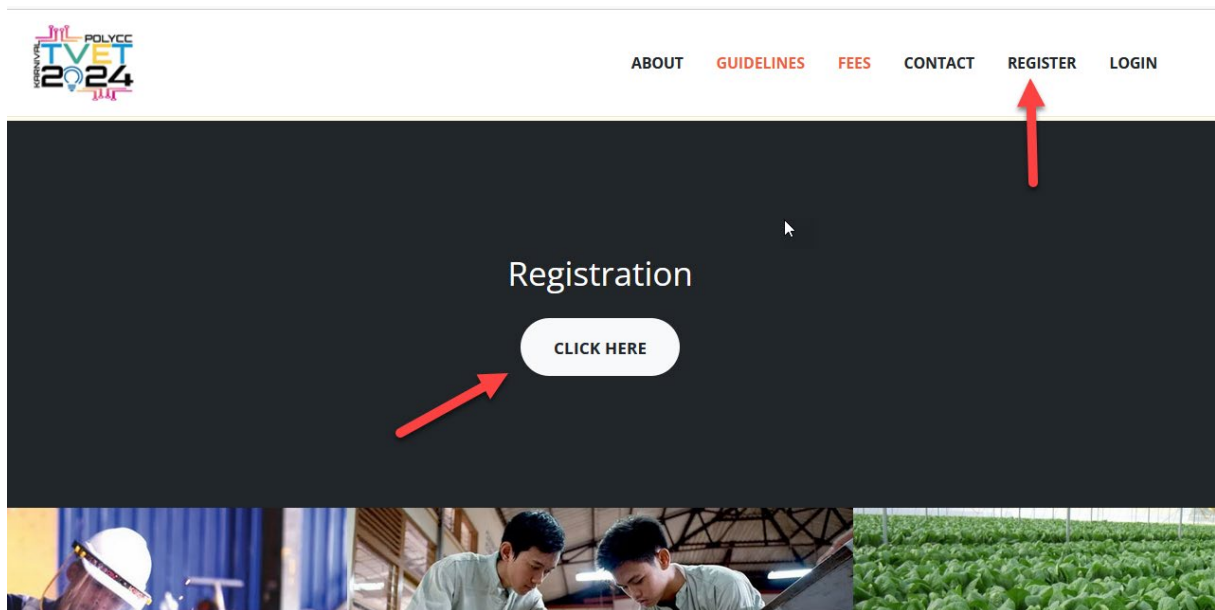 KARNIVAL
POLYCC
TVET
2024
ABOUT GUIDELINES FEES CONTACT REGISTER LOGIN
Registration
CLICK HERE